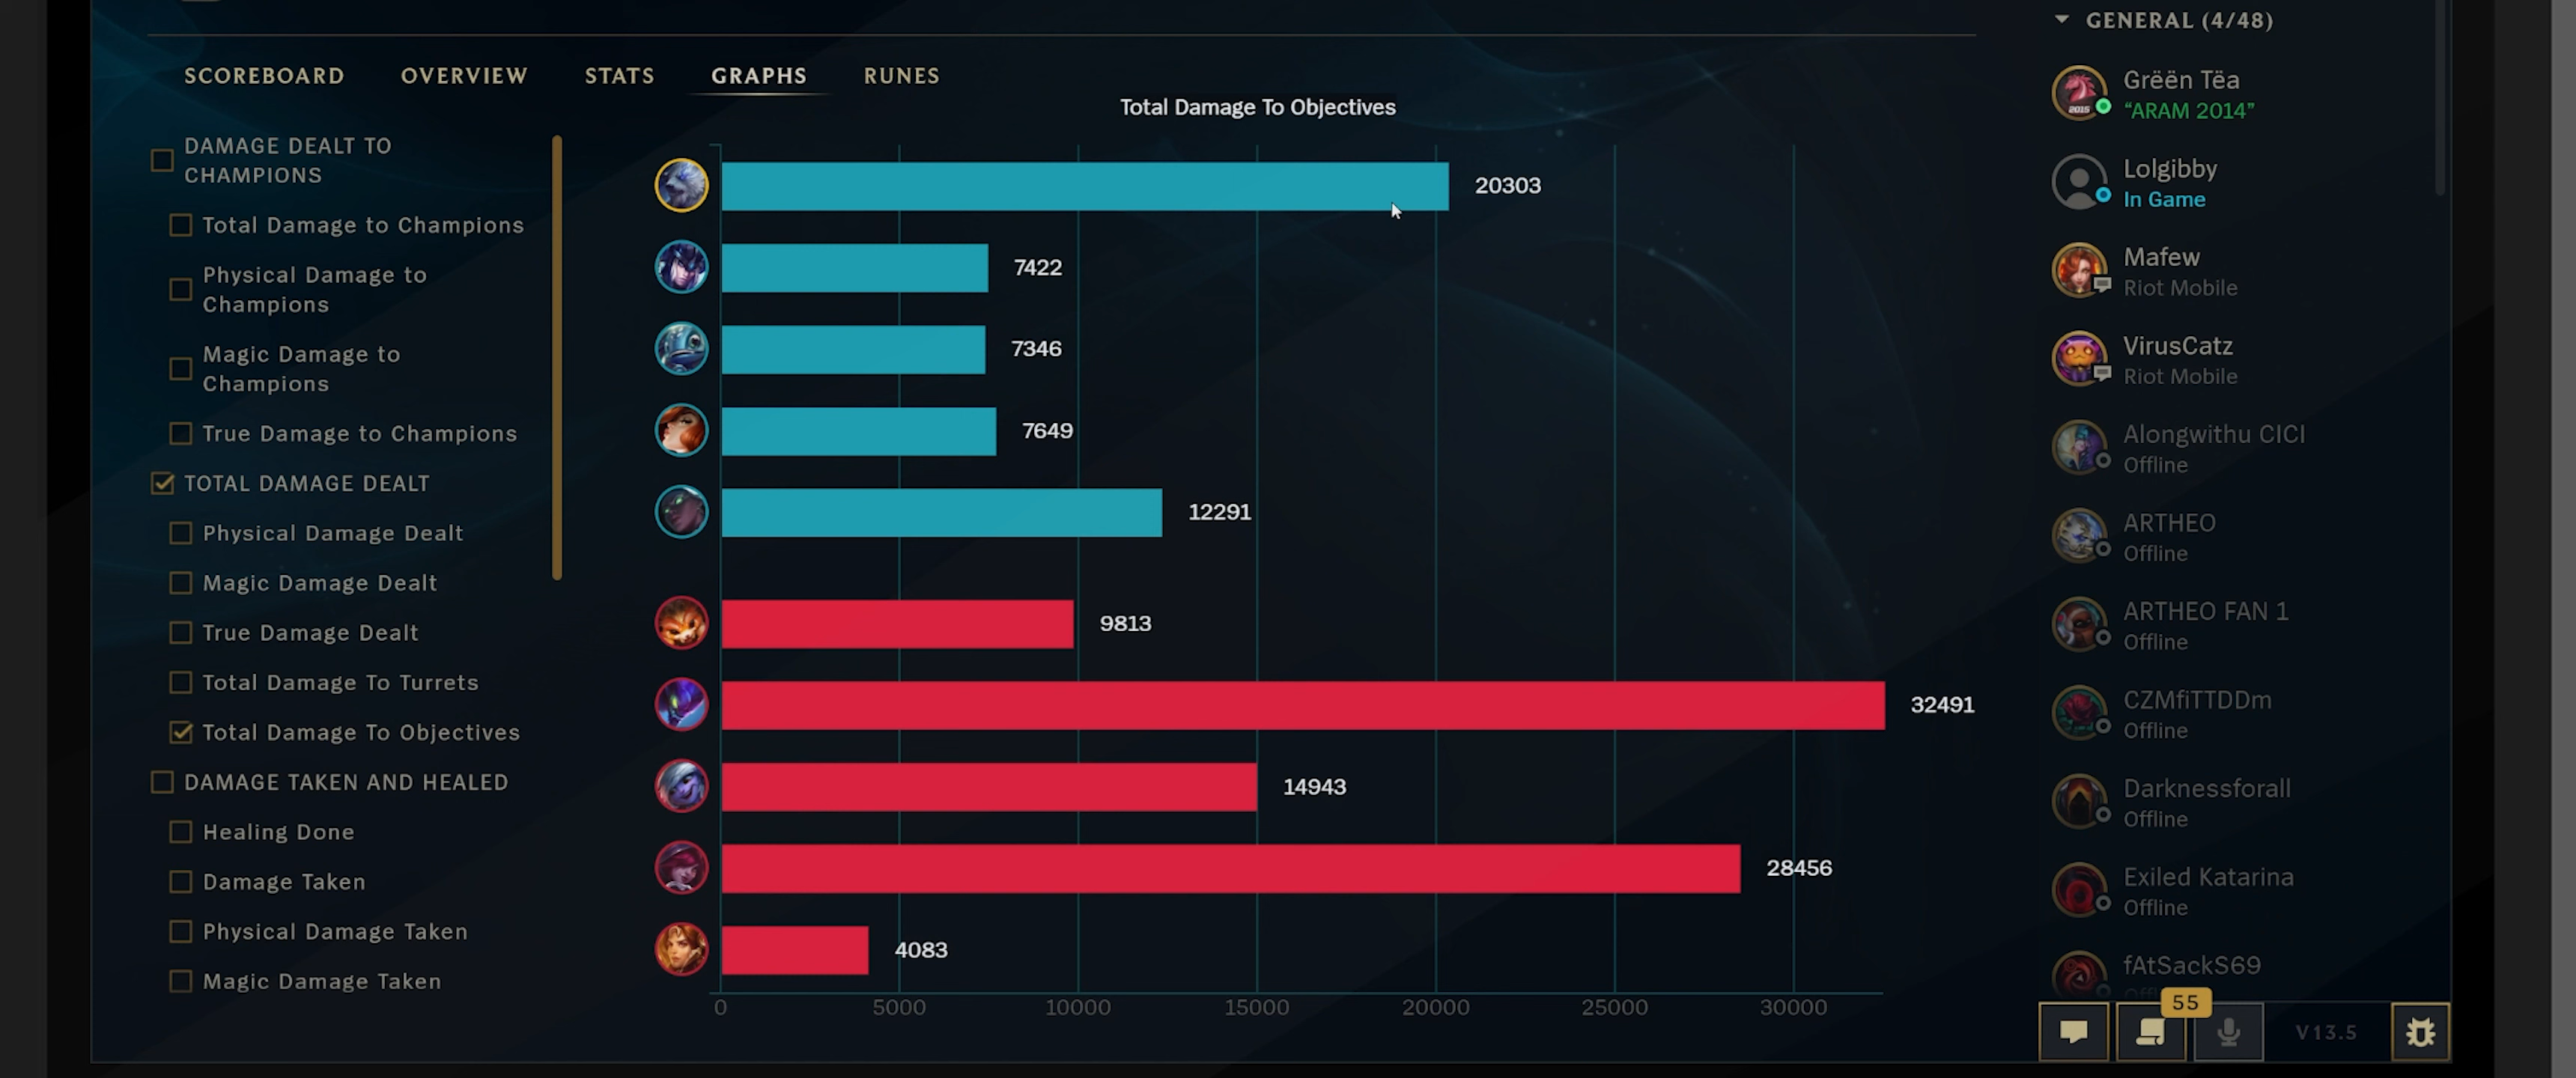 SCOREBOARD
OVERVIEW
STATS
GRAPHS
RUNES
Total Damage To Objectives
DAMAGE DEALT TO
CHAMPIONS
Total Damage to Champions
Physical Damage to
Champions
Magic Damage to
Champions
True Damage to Champions
TOTAL DAMAGE DEALT
Physical Damage Dealt
Magic Damage Dealt
True Damage Dealt
Total Damage To Turrets
Total Damage To Objectives
DAMAGE TAKEN AND HEALED
Healing Done
Damage Taken
Physical Damage Taken
Magic Damage Taken
20303
7422
7346
7649
12291
9813
32491
14943
28456
4083
0
5000
10000
15000
20000
25000
30000
GENERAL (4/48)
2015
Grëën Tëa
“ARAM 2014”
Lolgibby
In Game
Mafew
Riot Mobile
VirusCatz
Riot Mobile
Alongwithu CICI
Offline
ARTHEO
Offline
ARTHEO FAN 1
Offline
CZMfiTTDDm
Offline
Darknessforall
Offline
Exiled Katarina
Offline
fAtSackS69
55
V13.5